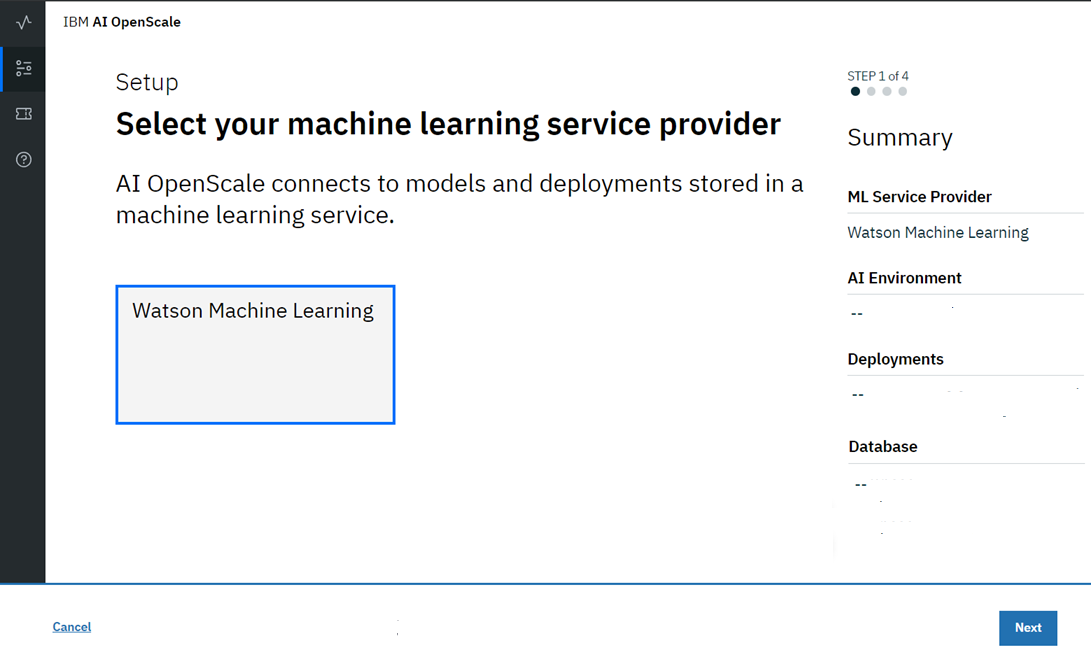 IBM AI OpenScale
Setup
Select your machine learning service provider
AI OpenScale connects to models and deployments stored in a
machine learning service.
Watson Machine Learning
STEP 1 of 4
Summary
ML Service Provider
Watson Machine Learning
AI Environment
--
Deployments
--
Database
--
Cancel
Next